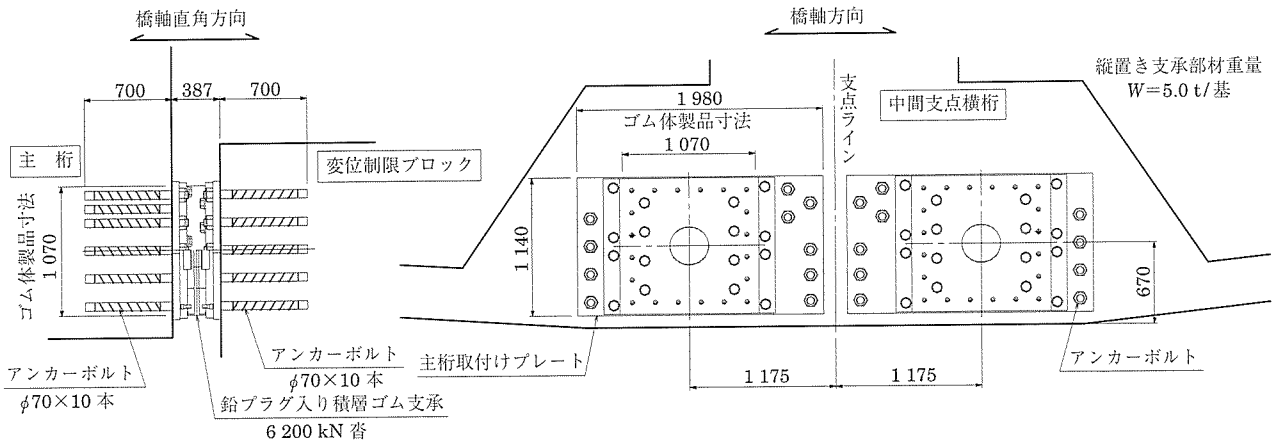 橋軸直角方向
700
387
700
主 桁
変位制限ブロック
ゴム体製品寸法
1 070
アンカーボルト
φ70×10 本
アンカーボルト
φ70×10 本
鉛プラグ入り積層ゴム支承
6 200 kN 沓
橋軸方向
縦置き支承部材重量
W=5.0 t/基
支点ライン
中間支点横桁
1 980
ゴム体製品寸法
1 070
1 140
670
主桁取付けプレート
アンカーボルト
1 175
1 175